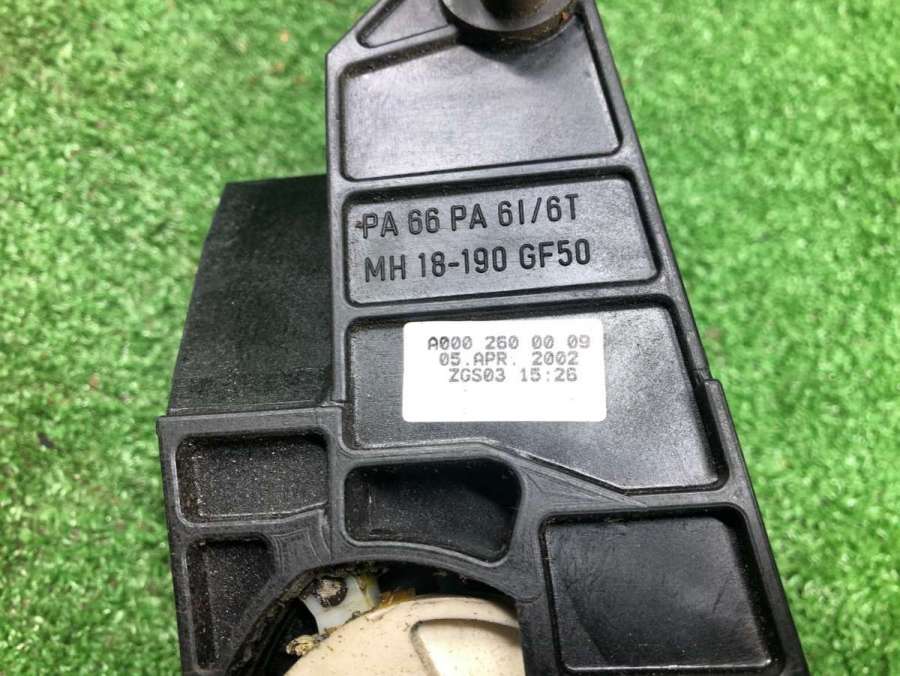 PA 66 PA 6I/6T
MH 18-190 GF50
A000 260 00 09
05.APR. 2002
ZGS03 15:26